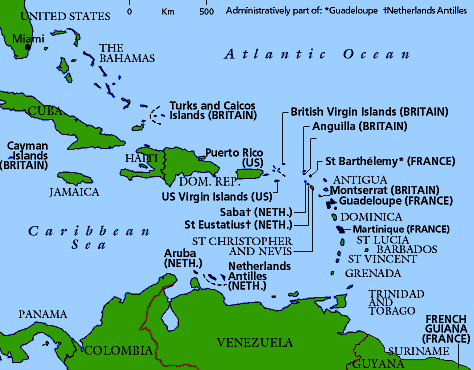 0 Km 500
Administratively part of: *Guadeloupe †Netherlands Antilles
UNITED STATES
Miami
THE
BAHAMAS
Atlantic Ocean
CUBA
Turks and Caicos
Islands (BRITAIN)
British Virgin Islands (BRITAIN)
Anguilla (BRITAIN)
Cayman
Islands
(BRITAIN)
HAITI
Puerto Rico
(US)
St Barthélemy* (FRANCE)
JAMAICA
DOM. REP.
ANTIGUA
US Virgin Islands (US)
Montserrat (BRITAIN)
Guadeloupe (FRANCE)
Saba† (NETH.)
St Eustatius† (NETH.)
DOMINICA
Martinique (FRANCE)
Caribbean
Sea
ST CHRISTOPHER
AND NEVIS
ST LUCIA
BARBADOS
ST VINCENT
Aruba
(NETH.)
Netherlands
Antilles
(NETH.)
GRENADA
TRINIDAD
AND
TOBAGO
PANAMA
FRENCH
GUIANA
(FRANCE)
COLOMBIA
VENEZUELA
SURINAME
GUYANA